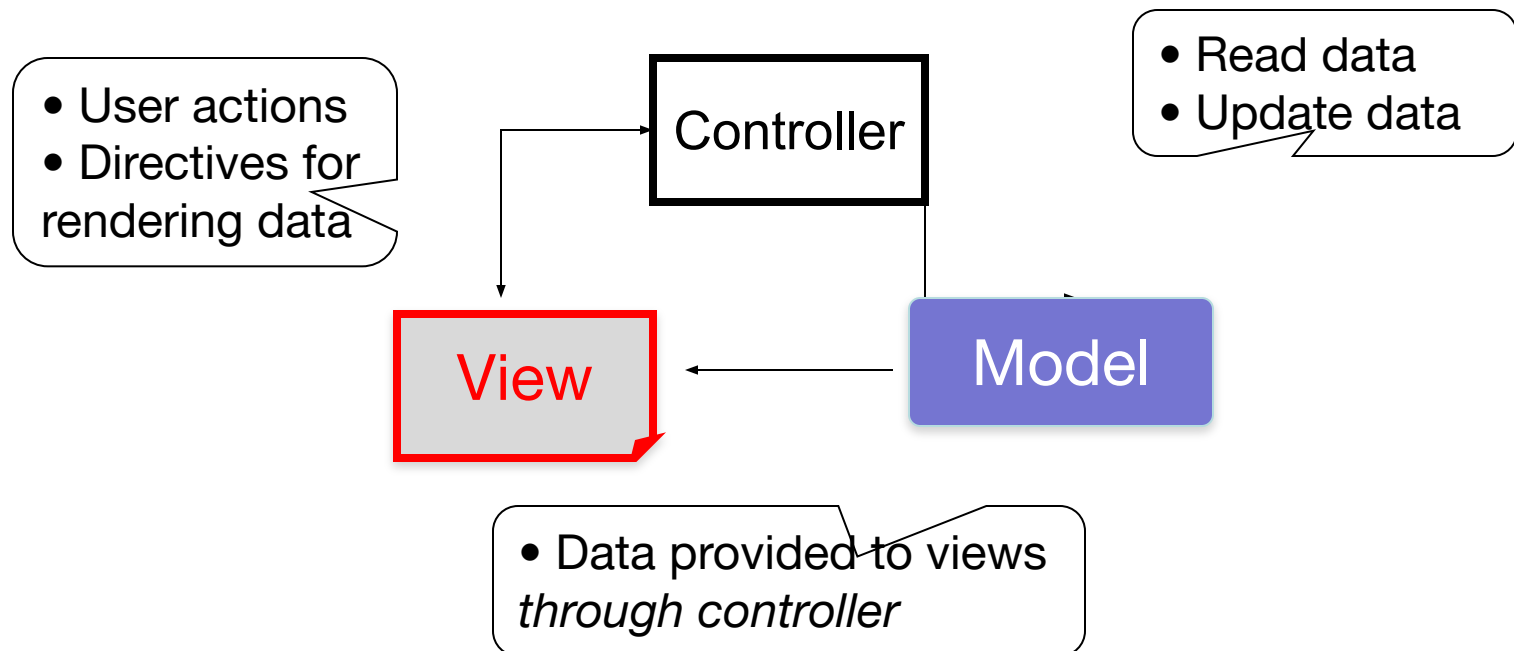 • User actions
• Directives for
rendering data
Controller
• Read data
• Update data
View
Model
• Data provided to views
through controller